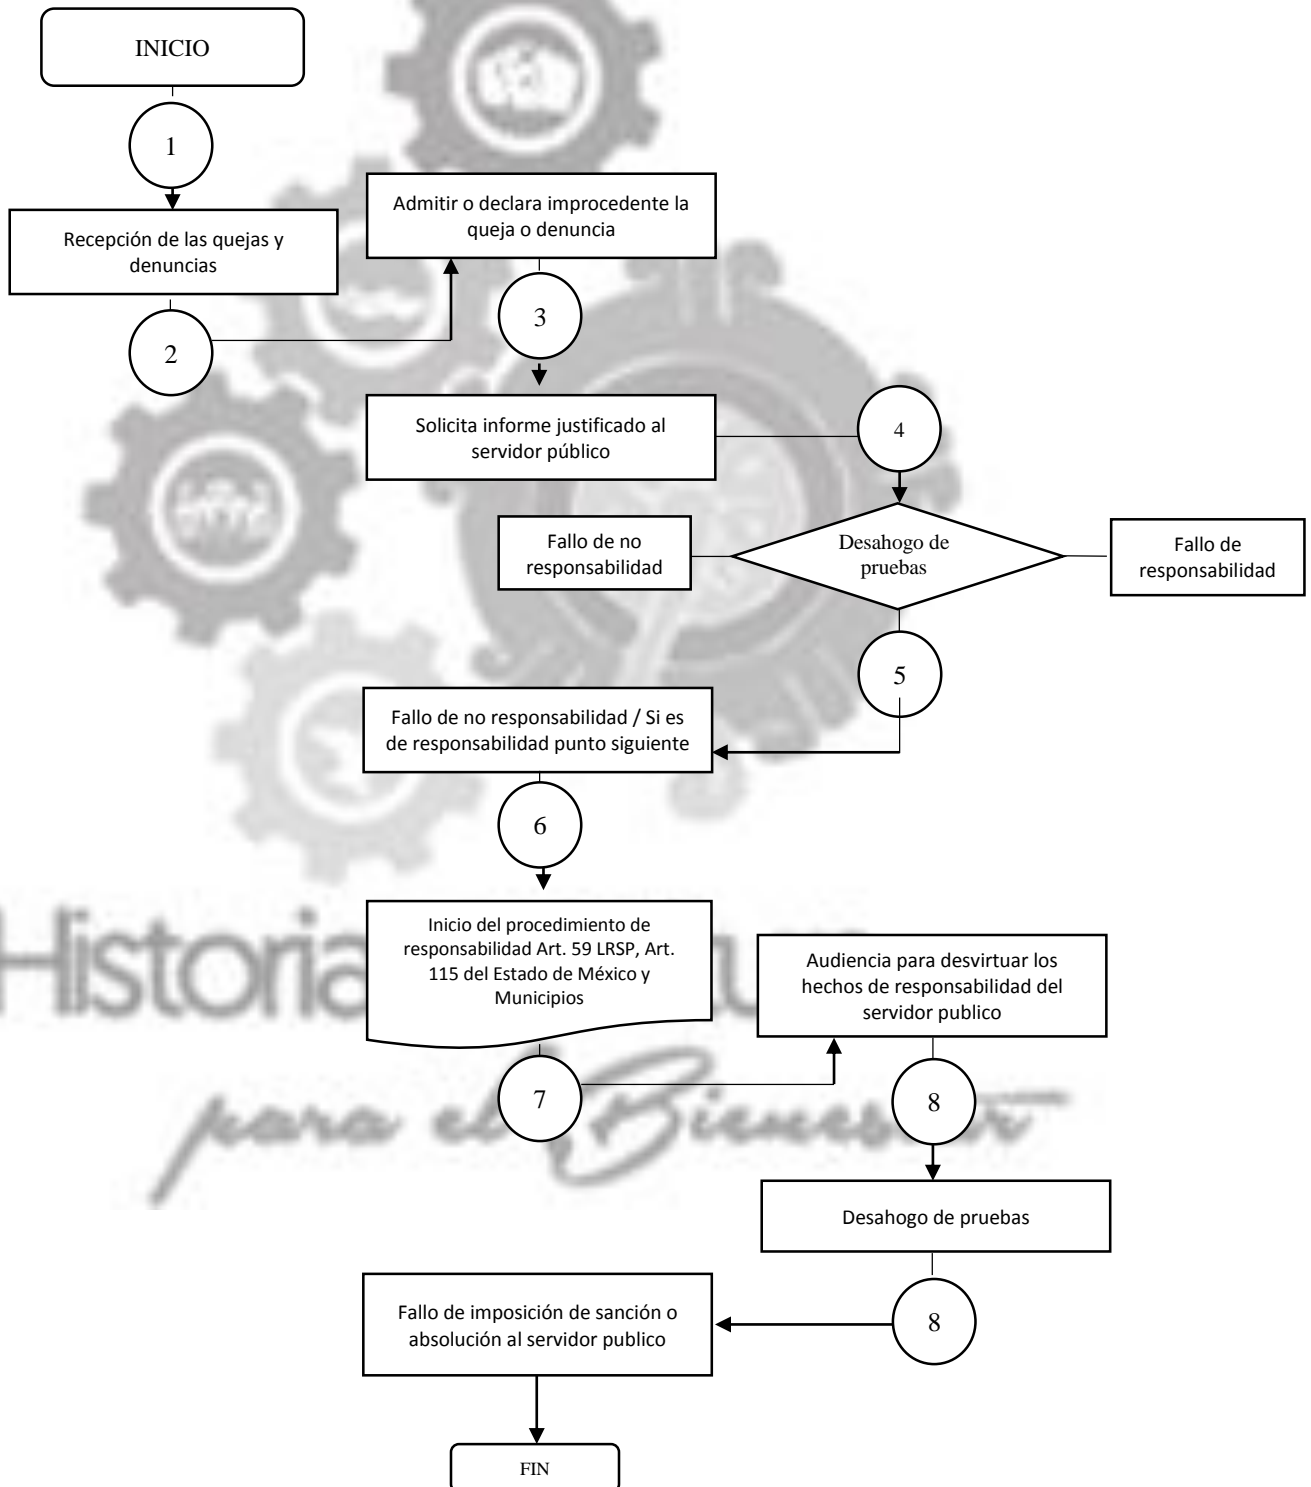 INICIO
1
Recepción de las quejas y
denuncias
2
Admitir o declara improcedente la
queja o denuncia
3
Solicita informe justificado al
servidor público
4
Desahogo de
pruebas
Fallo de no
responsabilidad
Fallo de
responsabilidad
5
Fallo de no responsabilidad / Si es
de responsabilidad punto siguiente
6
Inicio del procedimiento de
responsabilidad Art. 59 LRSP, Art.
115 del Estado de México y
Municipios
7
Audiencia para desvirtuar los
hechos de responsabilidad del
servidor publico
8
Desahogo de pruebas
8
Fallo de imposición de sanción o
absolución al servidor publico
FIN
Historia
para el Bienestar